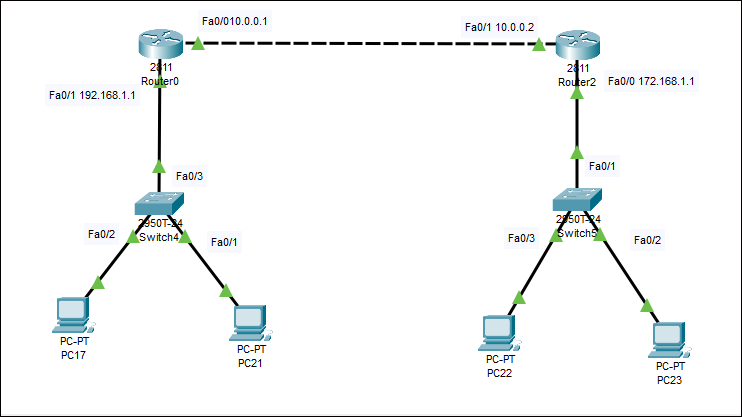 Fa0/010.0.0.1
Fa0/1 10.0.0.2
2811
Router0
2811
Router2
Fa0/1 192.168.1.1
Fa0/0 172.168.1.1
Fa0/3
Fa0/1
2950T-24
Switch4
2950T-24
Switch5
Fa0/2
Fa0/1
Fa0/3
Fa0/2
PC-PT
PC17
PC-PT
PC21
PC-PT
PC22
PC-PT
PC23